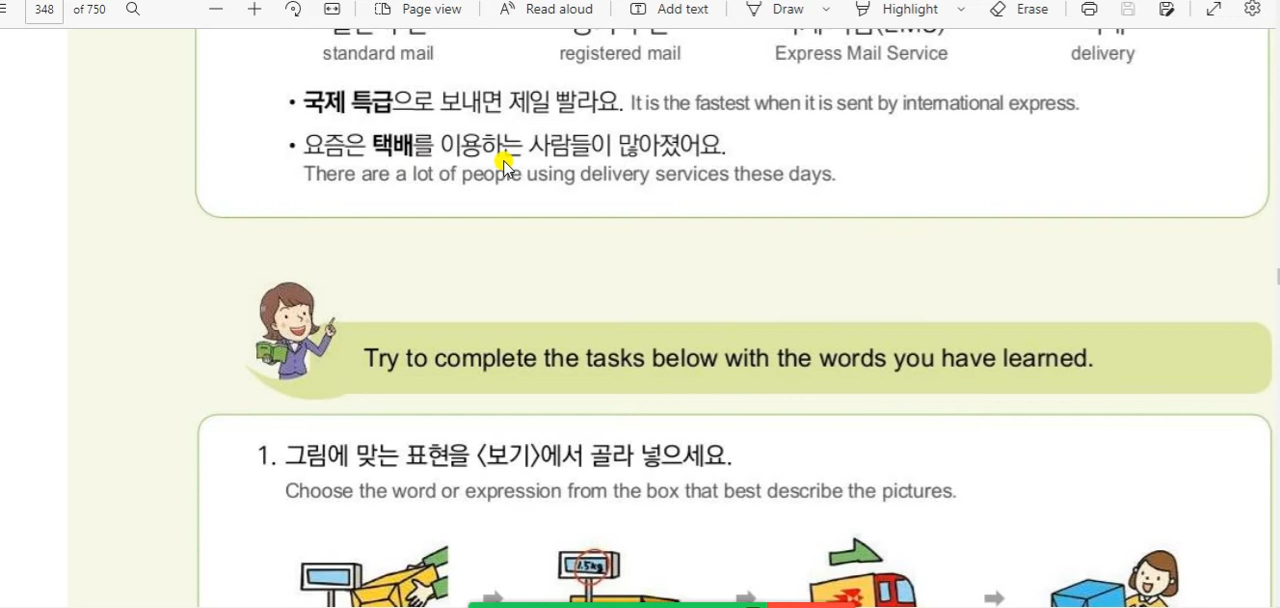 348 of 750 Page view Read aloud Add text Draw Highlight Erase
standard mail registered mail Express Mail Service delivery
• 국제 특급으로 보내면 제일 빨라요. It is the fastest when it is sent by international express.
• 요즘은 택배를 이용하는 사람들이 많아졌어요.
There are a lot of people using delivery services these days.
Try to complete the tasks below with the words you have learned.
1. 그림에 맞는 표현을 〈보기〉에서 골라 넣으세요.
Choose the word or expression from the box that best describe the pictures.
1.5kg